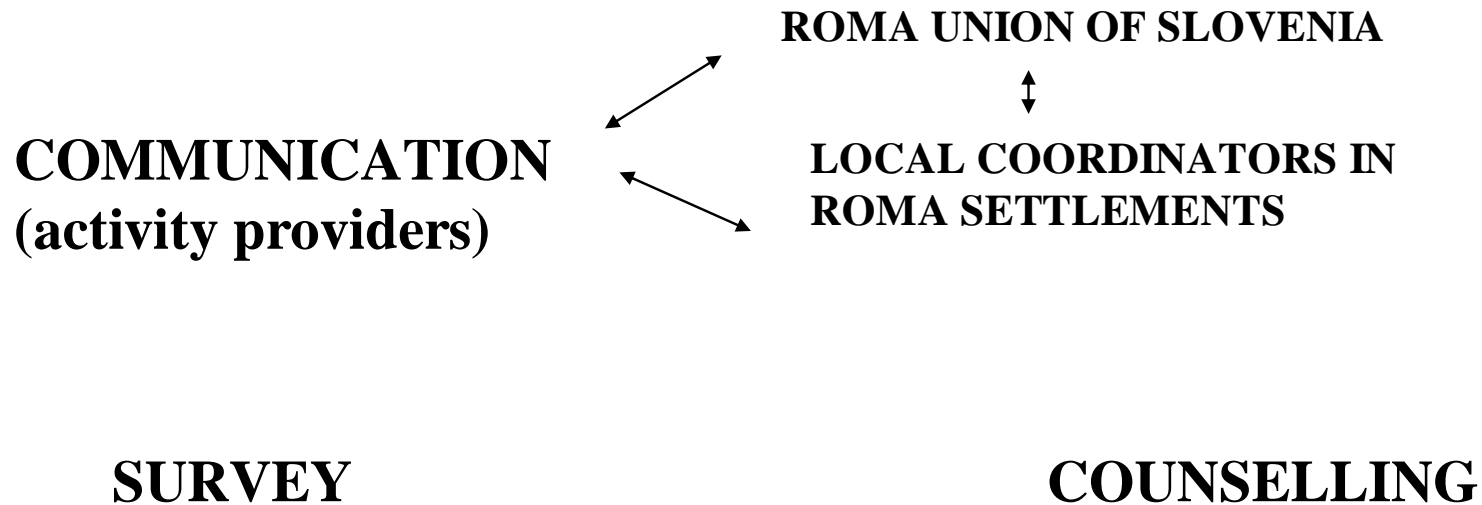 ROMA UNION OF SLOVENIA
COMMUNICATION
(activity providers)
LOCAL COORDINATORS IN
ROMA SETTLEMENTS
SURVEY
COUNSELLING